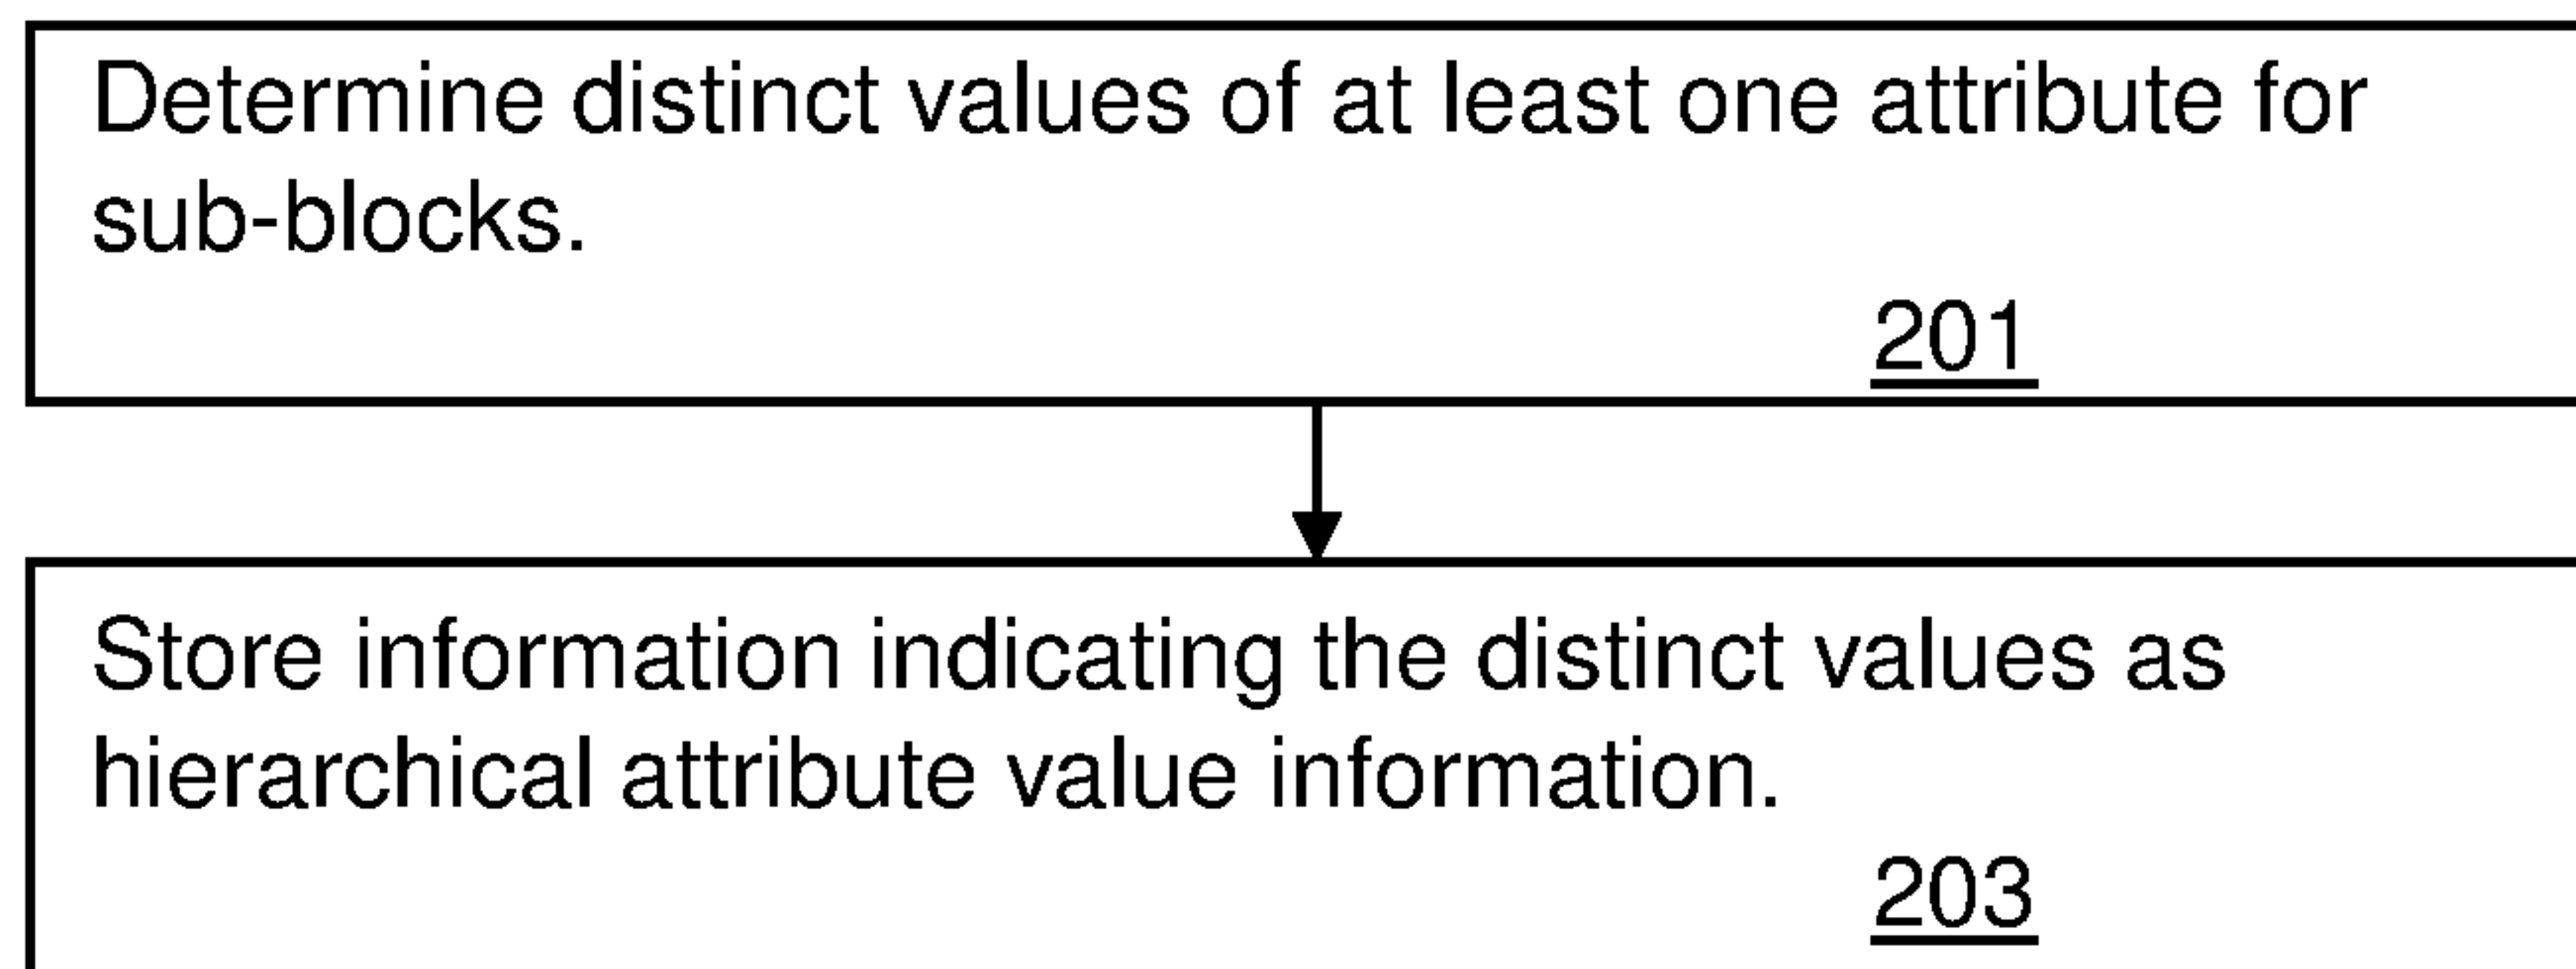 Determine distinct values of at least one attribute for
sub-blocks.
201
Store information indicating the distinct values as
hierarchical attribute value information.
203